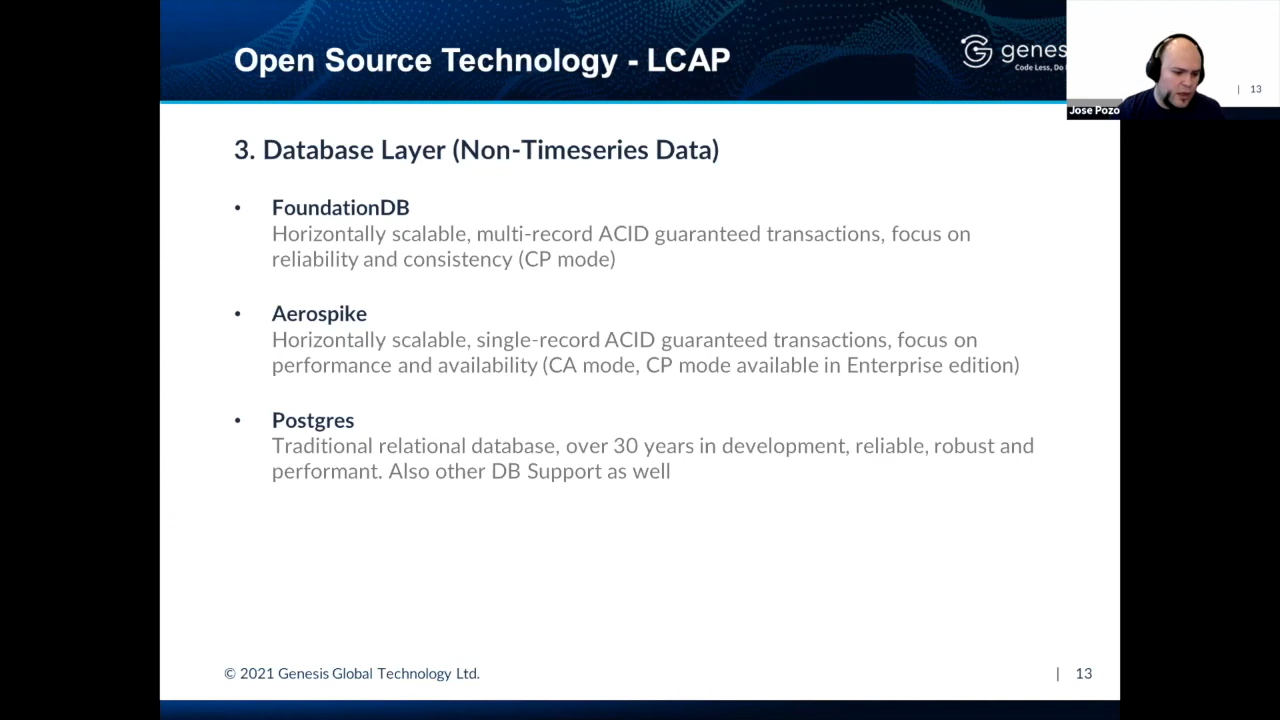 Open Source Technology - LCAP
genes
Code Less, Do
| 13
Jose Pozo
3. Database Layer (Non-Timeseries Data)
• FoundationDB
Horizontally scalable, multi-record ACID guaranteed transactions, focus on
reliability and consistency (CP mode)
• Aerospike
Horizontally scalable, single-record ACID guaranteed transactions, focus on
performance and availability (CA mode, CP mode available in Enterprise edition)
• Postgres
Traditional relational database, over 30 years in development, reliable, robust and
performant. Also other DB Support as well
© 2021 Genesis Global Technology Ltd.
| 13